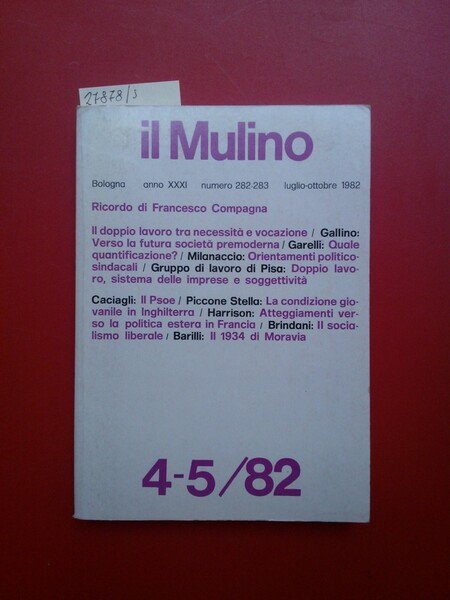 27878/3
il Mulino
Bologna anno XXXI numero 282-283 luglio-ottobre 1982
Ricordo di Francesco Compagna
Il doppio lavoro tra necessità e vocazione / Gallino:
Verso la futura società premoderna / Garelli: Quale
quantificazione? / Milanaccio: Orientamenti politico-
sindacali / Gruppo di lavoro di Pisa: Doppio lavo-
ro, sistema delle imprese e soggettività
Caciagli: Il Psoe / Piccone Stella: La condizione gio-
vanile in Inghilterra / Harrison: Atteggiamenti ver-
so la politica estera in Francia / Brindani: Il socia-
lismo liberale / Barilli: Il 1934 di Moravia
4-5/82